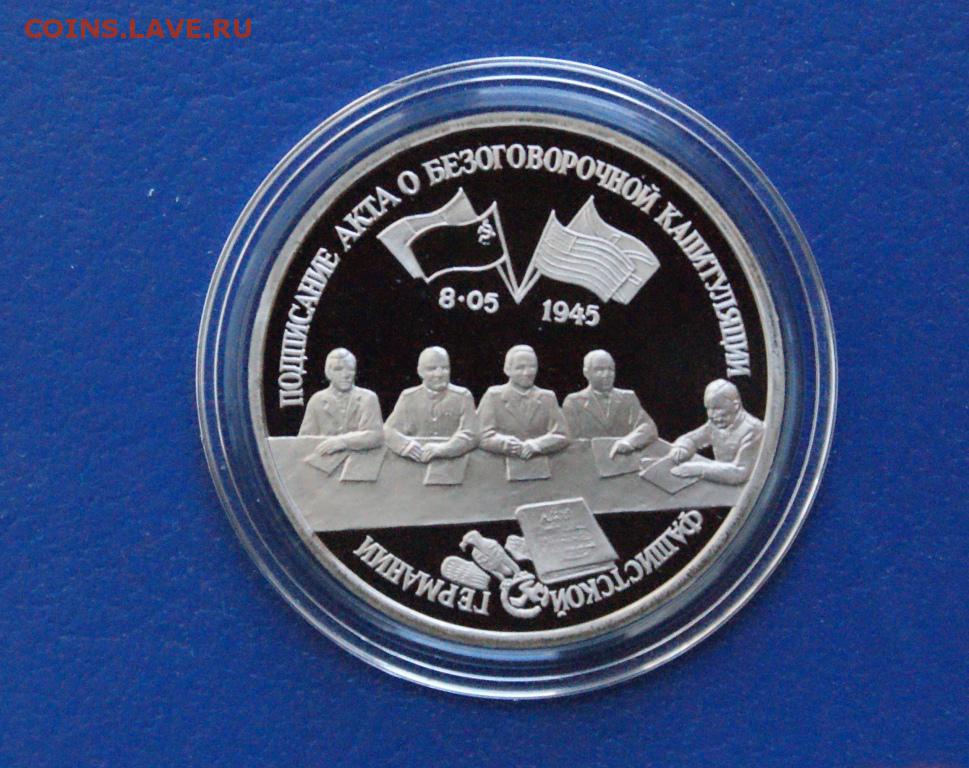 COINS.LAVE.RU
ПОДПИСАНИЕ АКТА О БЕЗОГОВОРОЧНОЙ КАПИТУЛЯЦИИ
ФАШИСТСКОЙ ГЕРМАНИИ
8•05 1945